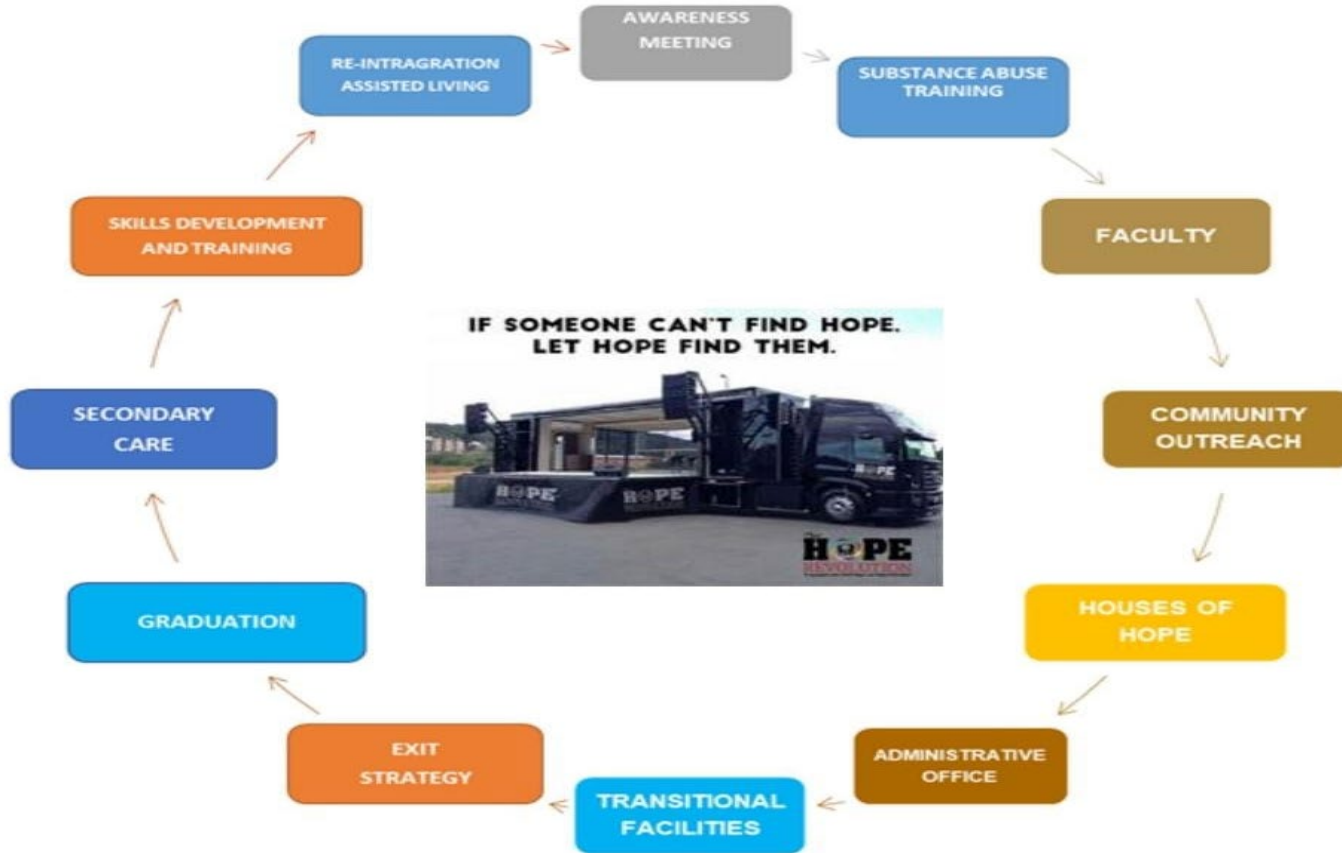 AWARENESS
MEETING
SUBSTANCE ABUSE
TRAINING
FACULTY
COMMUNITY
OUTREACH
HOUSES OF
HOPE
ADMINISTRATIVE
OFFICE
TRANSITIONAL
FACILITIES
EXIT
STRATEGY
GRADUATION
SECONDARY
CARE
SKILLS DEVELOPMENT
AND TRAINING
RE-INTRAGRATION
ASSISTED LIVING
IF SOMEONE CAN'T FIND HOPE.
LET HOPE FIND THEM.
HOPE
HOPE
HOPE
HOPE
REVOLUTION